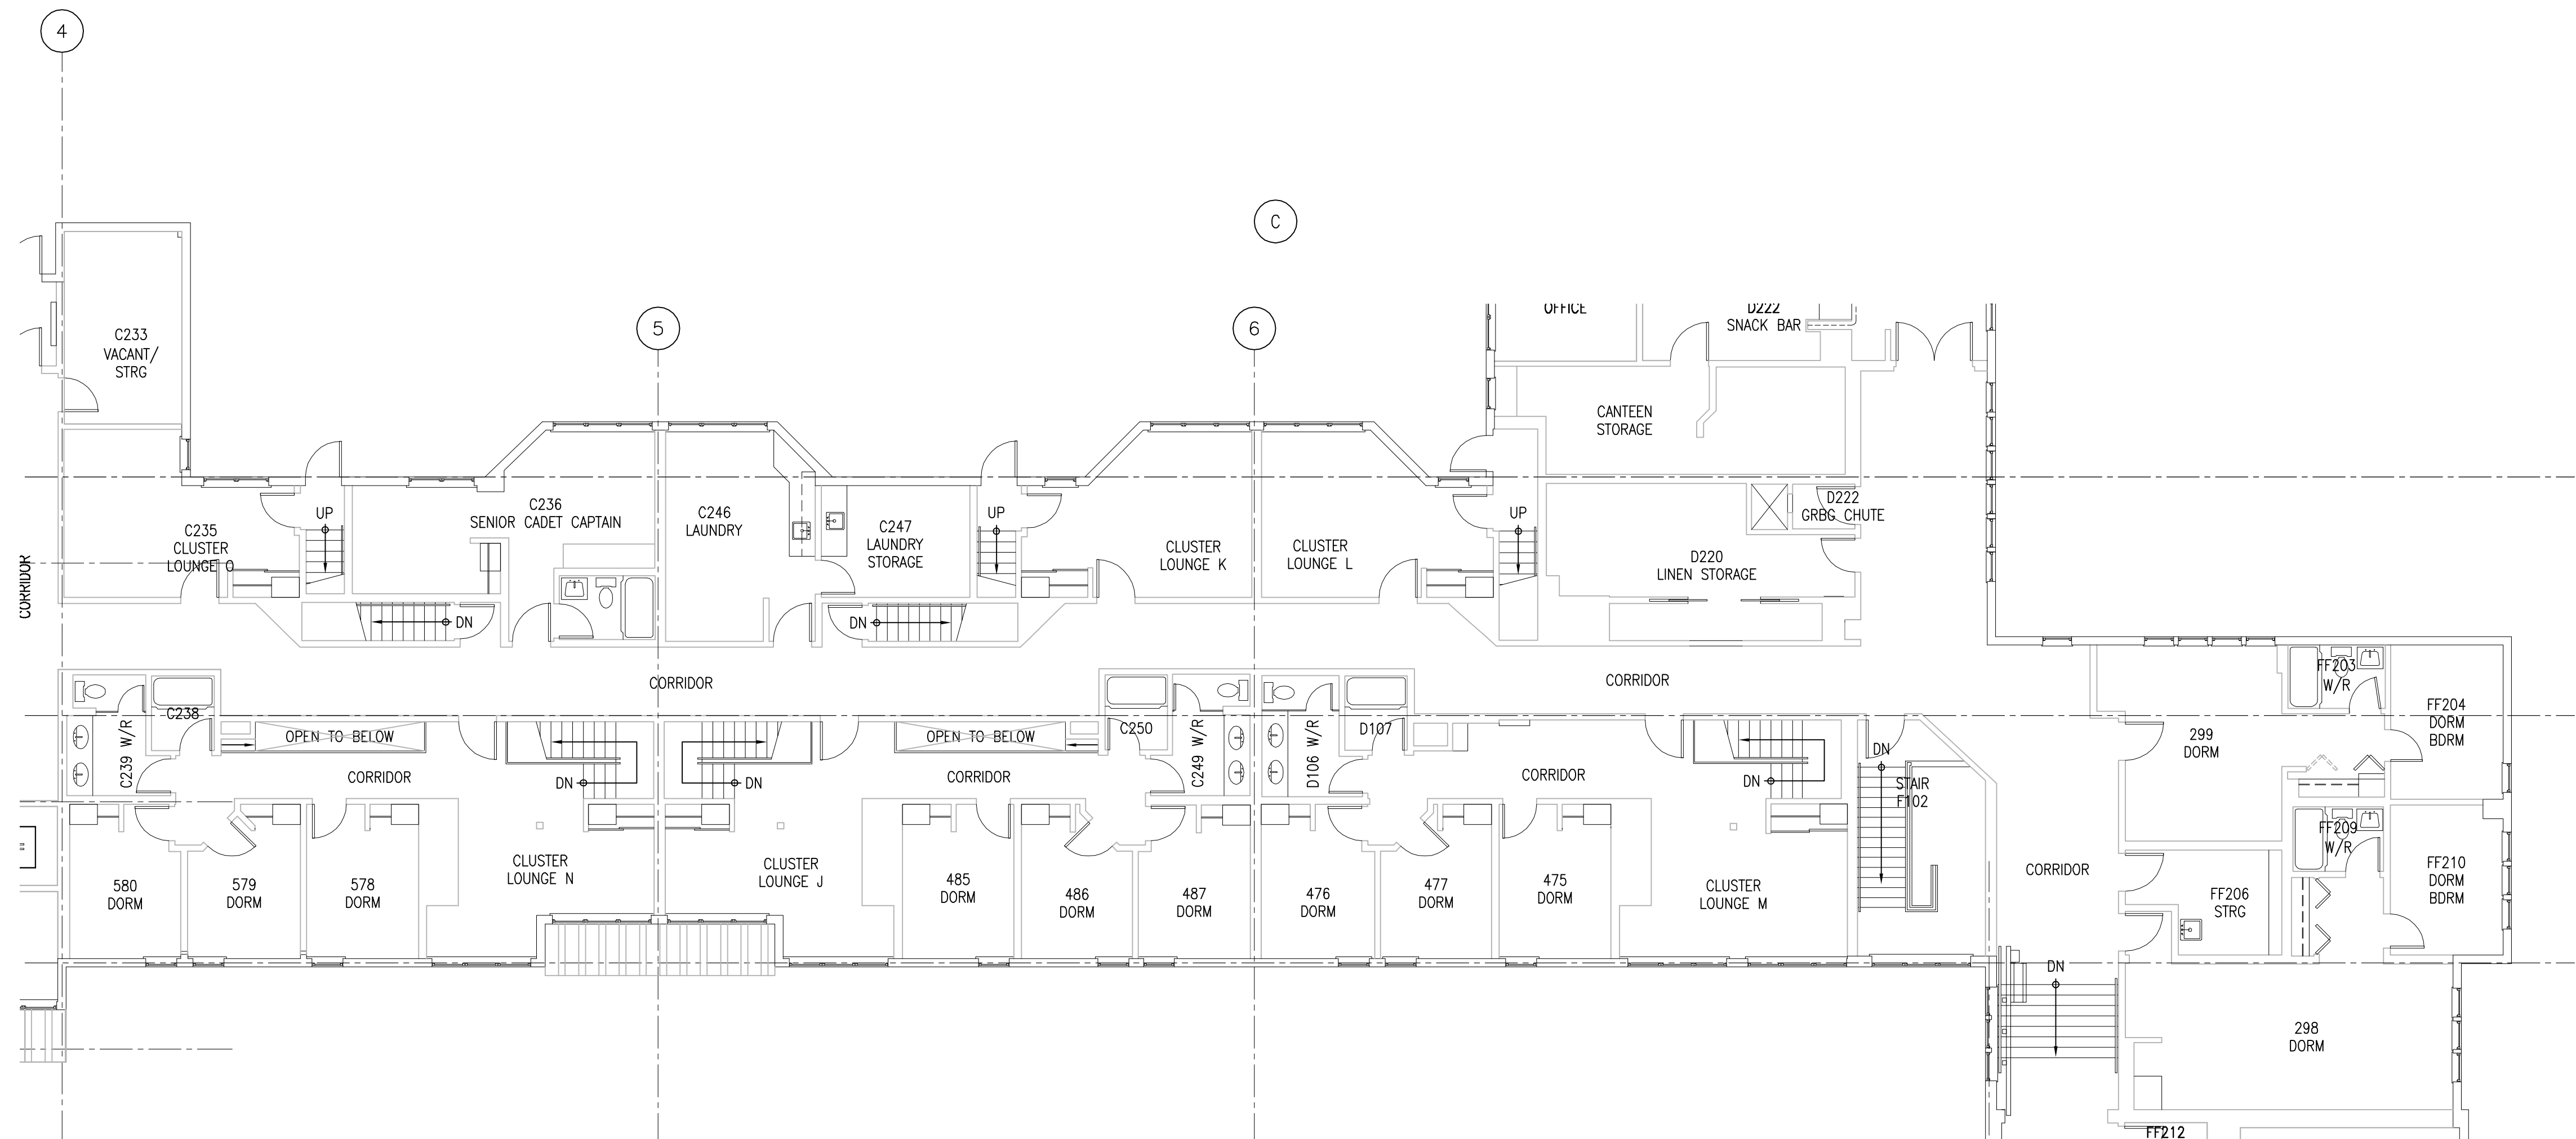 4
C
5
6
OFFICE
D222
SNACK BAR
C233
VACANT/
STRG
CANTEEN
STORAGE
C235
CLUSTER
LOUNGE O
UP
C236
SENIOR CADET CAPTAIN
C246
LAUNDRY
C247
LAUNDRY
STORAGE
UP
CLUSTER
LOUNGE K
CLUSTER
LOUNGE L
UP
D222
GRBG CHUTE
D220
LINEN STORAGE
CORRIDOR
DN
DN
CORRIDOR
CORRIDOR
FF203
W/R
FF204
DORM
BDRM
C238
C239 W/R
OPEN TO BELOW
CORRIDOR
DN
DN
OPEN TO BELOW
CORRIDOR
C250
C249 W/R
D106 W/R
D107
CORRIDOR
DN
DN
STAIR
F102
299
DORM
FF209
W/R
580
DORM
579
DORM
578
DORM
CLUSTER
LOUNGE N
CLUSTER
LOUNGE J
485
DORM
486
DORM
487
DORM
476
DORM
477
DORM
475
DORM
CLUSTER
LOUNGE M
CORRIDOR
FF206
STRG
FF210
DORM
BDRM
DN
298
DORM
FF212